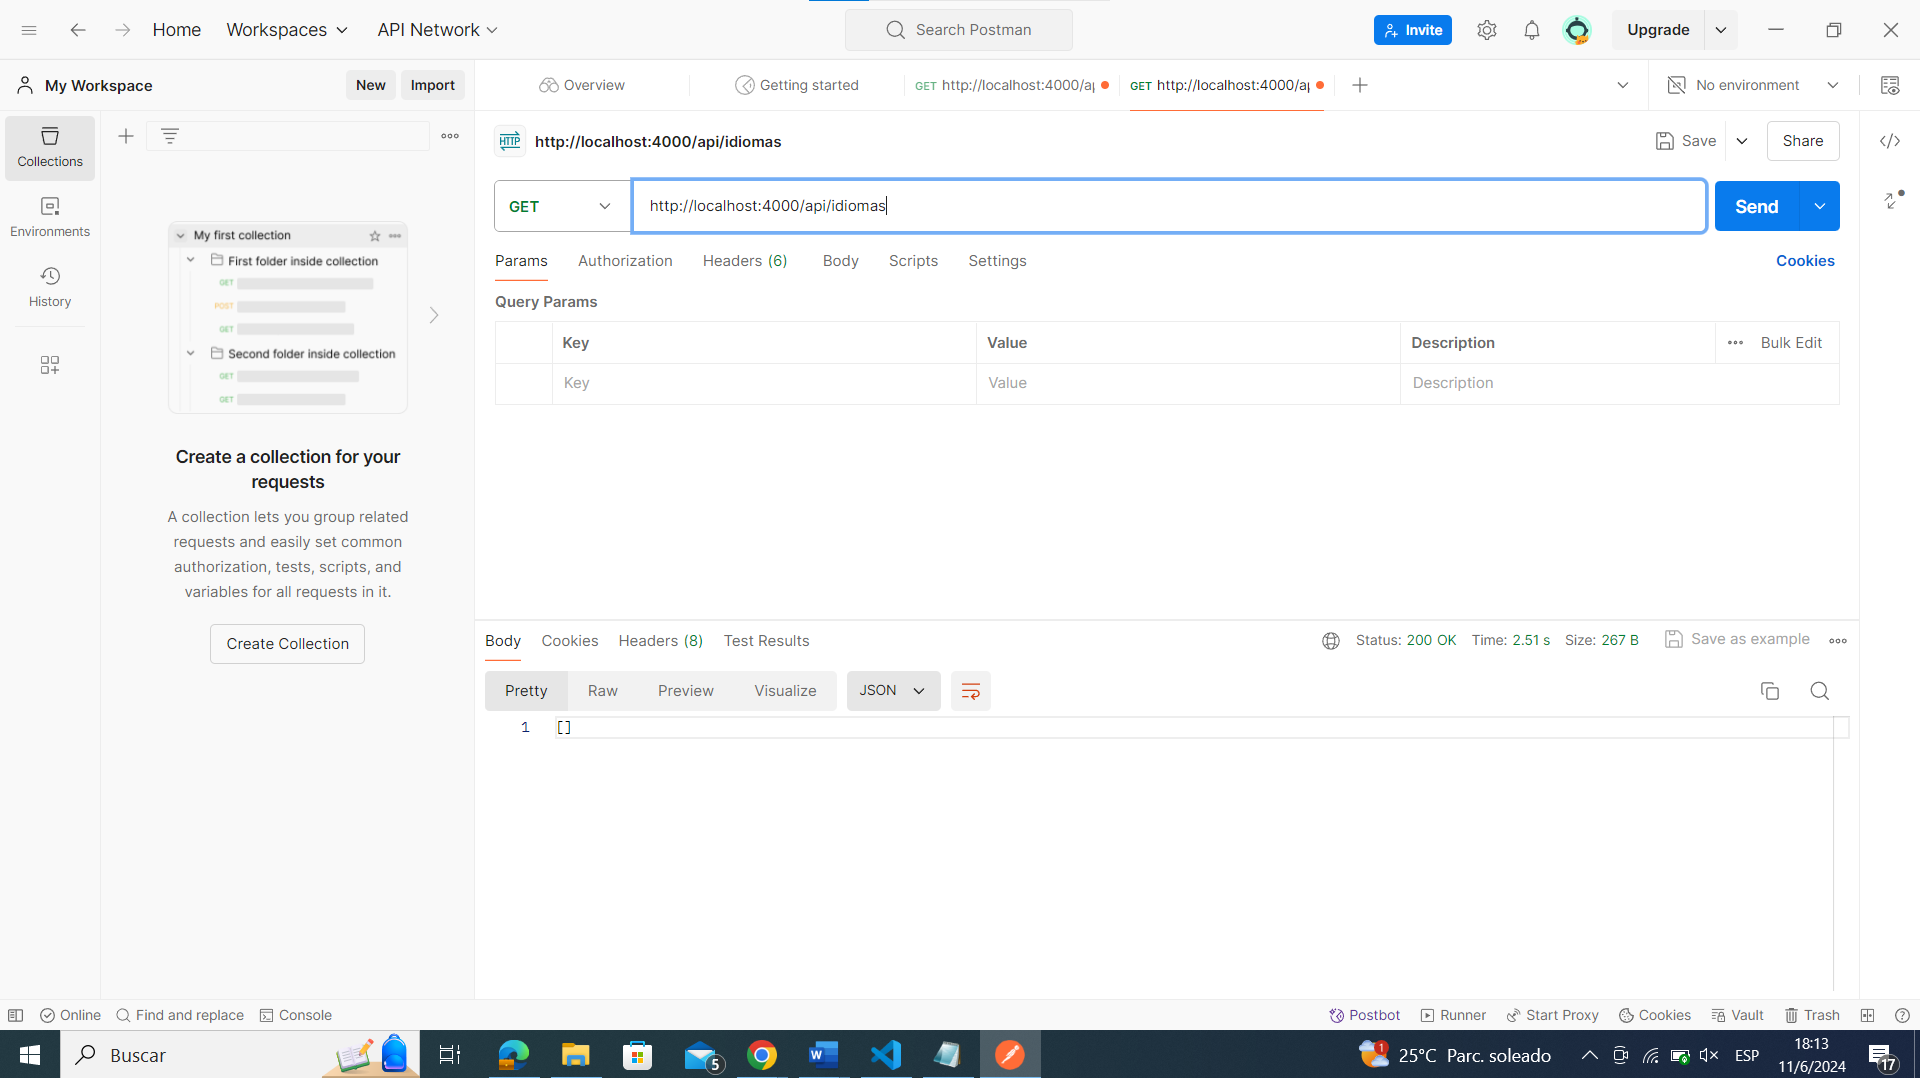 Home
Workspaces
API Network
Search Postman
Invite
Upgrade
My Workspace
New
Import
Overview
Getting started
GET http://localhost:4000/ap
GET http://localhost:4000/ap
No environment
Collections
Environments
History
HTTP
http://localhost:4000/api/idiomas
Save
Share
GET
http://localhost:4000/api/idiomas
Send
Params
Authorization
Headers (6)
Body
Scripts
Settings
Cookies
Query Params
Key
Value
Description
Bulk Edit
Key
Value
Description
My first collection
First folder inside collection
GET
POST
GET
Second folder inside collection
GET
GET
Create a collection for your
requests
A collection lets you group related
requests and easily set common
authorization, tests, scripts, and
variables for all requests in it.
Create Collection
Body
Cookies
Headers (8)
Test Results
Status: 200 OK
Time: 2.51 s
Size: 267 B
Save as example
Pretty
Raw
Preview
Visualize
JSON
1
[]
Online
Find and replace
Console
Postbot
Runner
Start Proxy
Cookies
Vault
Trash
Buscar
5
1
25°C Parc. soleado
ESP
18:13
11/6/2024
17